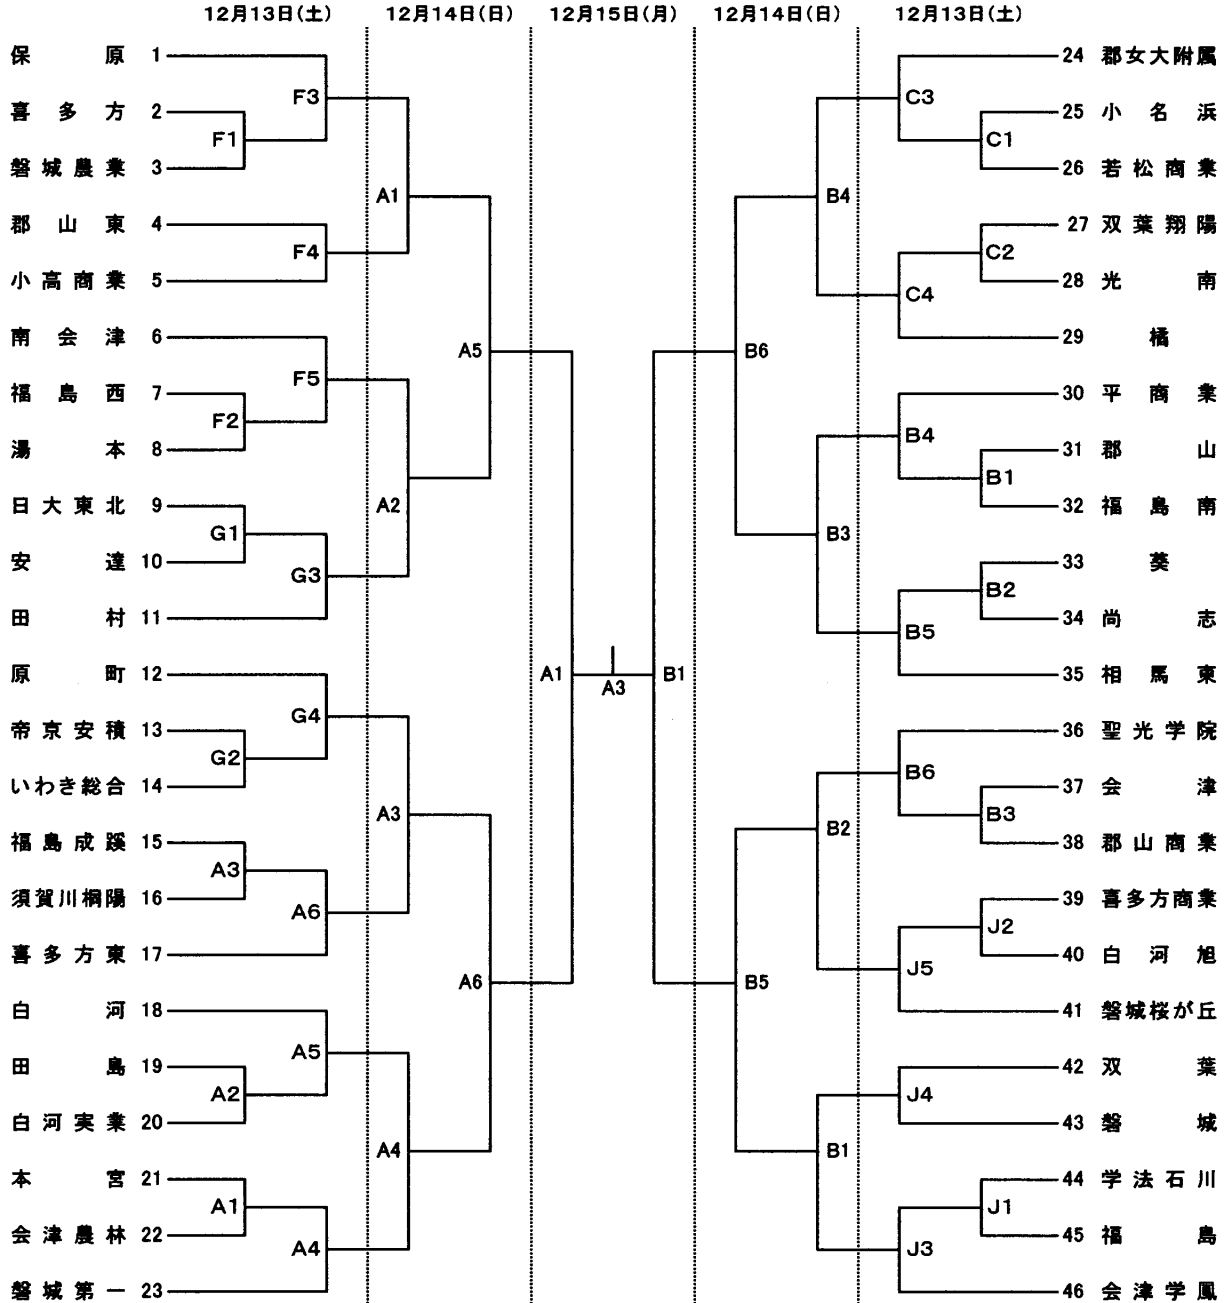 12月13日(土) 12月14日(日) 12月15日(月) 12月14日(日) 12月13日(土)
保原 1 24 郡女大附属
F3 C3
喜多方 2 25 小名浜
F1 C1
磐城農業 3 26 若松商業
A1 B4
郡山東 4 27 双葉翔陽
F4 C2
小高商業 5 28 光南
C4
南会津 6 29 橘
A5 B6
F5
福島西 7 30 平商業
F2 B4
湯本 8 31 郡山
B1
日大東北 9 A2 32 福島南
G1 B3
安達 10 33 葵
G3 B2
田村 11 34 尚志
B5
原町 12 A1 A3 B1 35 相馬東
G4
帝京安積 13 36 聖光学院
G2 B6
いわき総合 14 37 会津
A3 B2 B3
福島成蹊 15 38 郡山商業
A3
須賀川桐陽 16 39 喜多方商業
A6 J2
喜多方東 17 40 白河旭
A6 B5 J5
白河 18 41 磐城桜が丘
A5
田島 19 42 双葉
A2 J4
白河実業 20 43 磐城
A4 B1
本宮 21 44 学法石川
A1 J1
会津農林 22 45 福島
A4 J3
磐城第一 23 46 会津学鳳